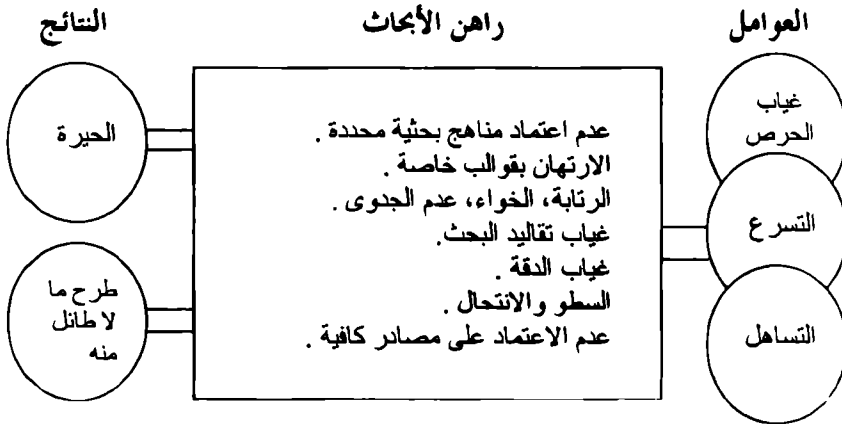 العوامل
راهن الأبحاث
النتائج
غياب
الحرص
التسرع
التساهل
عدم اعتماد مناهج بحثية محددة .
الارتهان بقوالب خاصة .
الرتابة، الخواء، عدم الجدوى .
غياب تقاليد البحث.
غياب الدقة .
السطو والانتحال .
عدم الاعتماد على مصادر كافية .
الحيرة
طرح ما
لا طائل
منه